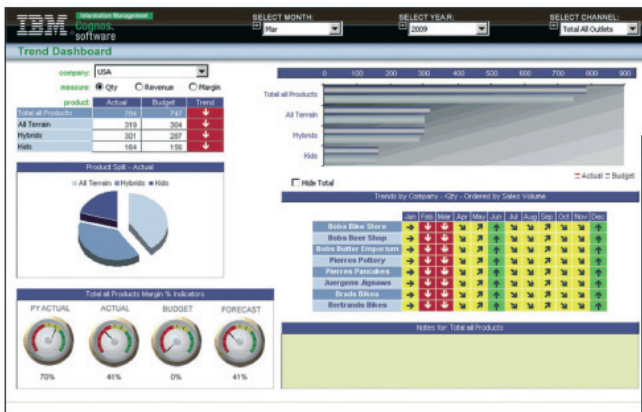 IBM
Information Management
Cognos.
software
SELECT MONTH:
Mar
SELECT YEAR:
2009
SELECT CHANNEL:
Total All Outlets
Trend Dashboard
company: USA
measure: Qty Revenue Margin
product: Actual Budget Trend
Total all Products 784 747
All Terrain 319 304
Hybrids 301 287
Kids 164 156
0 100 200 300 400 500 600 700 800 900
Total all Products
All Terrain
Hybrids
Kids
Actual Budget
Hide Total
Product Split - Actual
All Terrain Hybrids Kids
Trends by Company - Qty - Ordered by Sales Volume
Jan Feb Mar Apr May Jun Jul Aug Sep Oct Nov Dec
Bobs Bike Store
Bobs Beer Shop
Bobs Butter Emporium
Pierres Pottery
Pierres Pancakes
Juergens Jigsaws
Brads Bikes
Bertrands Bikes
Total all Products Margin % Indicators
PY ACTUAL ACTUAL BUDGET FORECAST
70% 41% 0% 41%
Notes for Total all Products